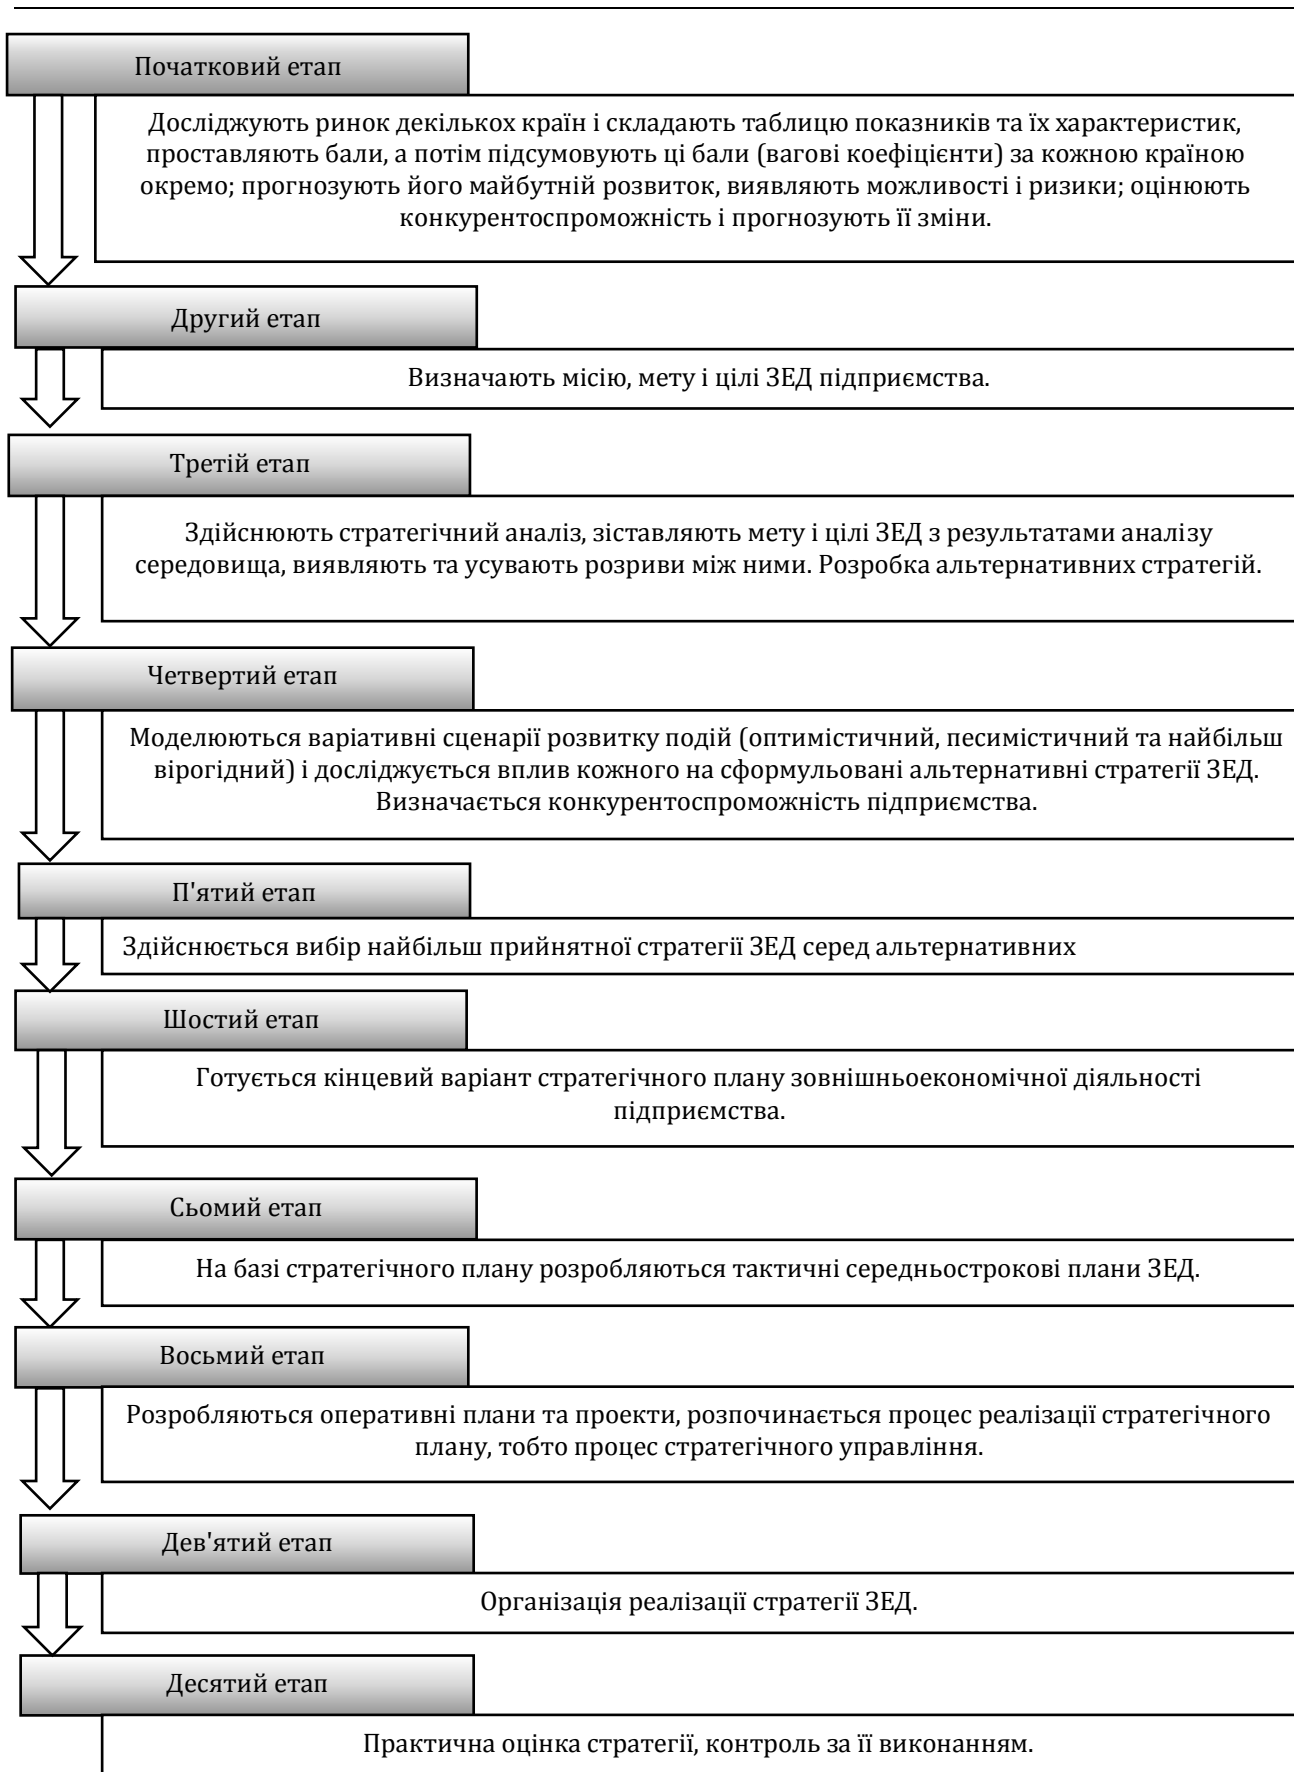 Початковий етап
Досліджують ринок декількох країн і складають таблицю показників та їх характеристик,
проставляють бали, а потім підсумовують ці бали (вагові коефіцієнти) за кожною країною
окремо; прогнозують його майбутній розвиток, виявляють можливості і ризики; оцінюють
конкурентоспроможність і прогнозують її зміни.
Другий етап
Визначають місію, мету і цілі ЗЕД підприємства.
Третій етап
Здійснюють стратегічний аналіз, зіставляють мету і цілі ЗЕД з результатами аналізу
середовища, виявляють та усувають розриви між ними. Розробка альтернативних стратегій.
Четвертий етап
Моделюються варіативні сценарії розвитку подій (оптимістичний, песимістичний та найбільш
вірогідний) і досліджується вплив кожного на сформульовані альтернативні стратегії ЗЕД.
Визначається конкурентоспроможність підприємства.
П'ятий етап
Здійснюється вибір найбільш прийнятної стратегії ЗЕД серед альтернативних
Шостий етап
Готується кінцевий варіант стратегічного плану зовнішньоекономічної діяльності
підприємства.
Сьомий етап
На базі стратегічного плану розробляються тактичні середньострокові плани ЗЕД.
Восьмий етап
Розробляються оперативні плани та проекти, розпочинається процес реалізації стратегічного
плану, тобто процес стратегічного управління.
Дев'ятий етап
Організація реалізації стратегії ЗЕД.
Десятий етап
Практична оцінка стратегії, контроль за її виконанням.